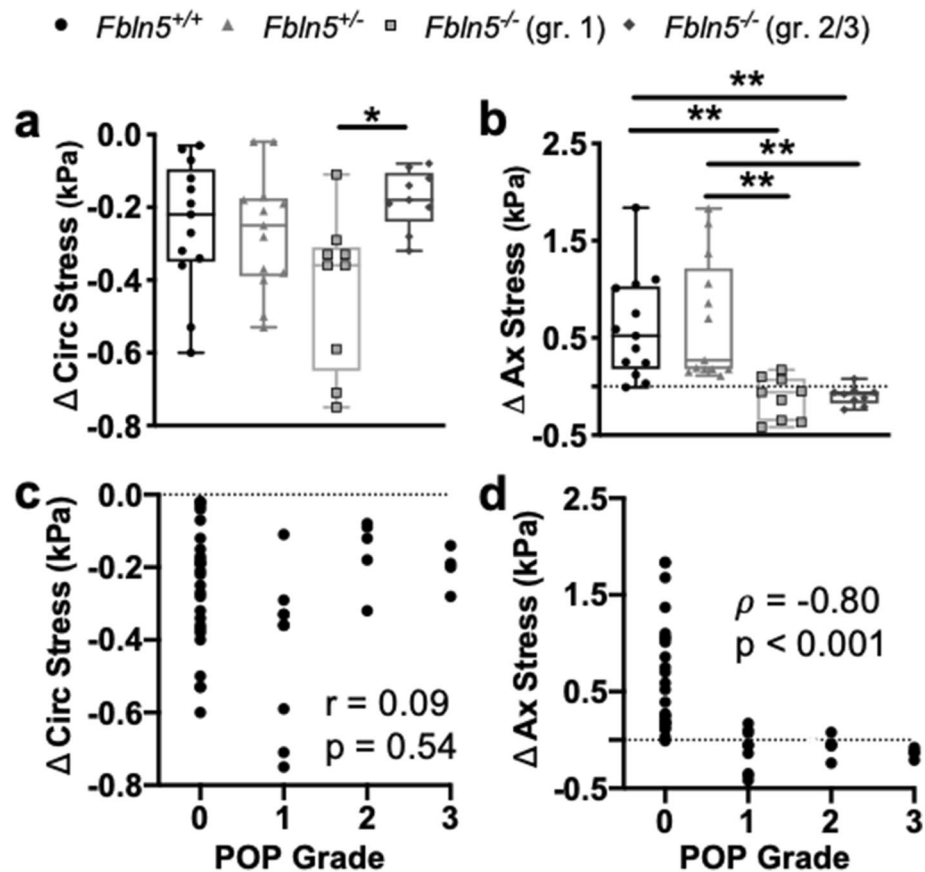 ● Fbln5+/+ ▲ Fbln5+/- ■ Fbln5-/- (gr. 1) ◆ Fbln5-/- (gr. 2/3)
a
Δ Circ Stress (kPa)
0.0
-0.2
-0.4
-0.6
-0.8
*
b
Δ Ax Stress (kPa)
2.5
1.5
0.5
-0.5
**
**
**
**
c
Δ Circ Stress (kPa)
0.0
-0.2
-0.4
-0.6
-0.8
r = 0.09
p = 0.54
0 1 2 3
POP Grade
d
Δ Ax Stress (kPa)
2.5
1.5
0.5
-0.5
ρ = -0.80
p < 0.001
0 1 2 3
POP Grade